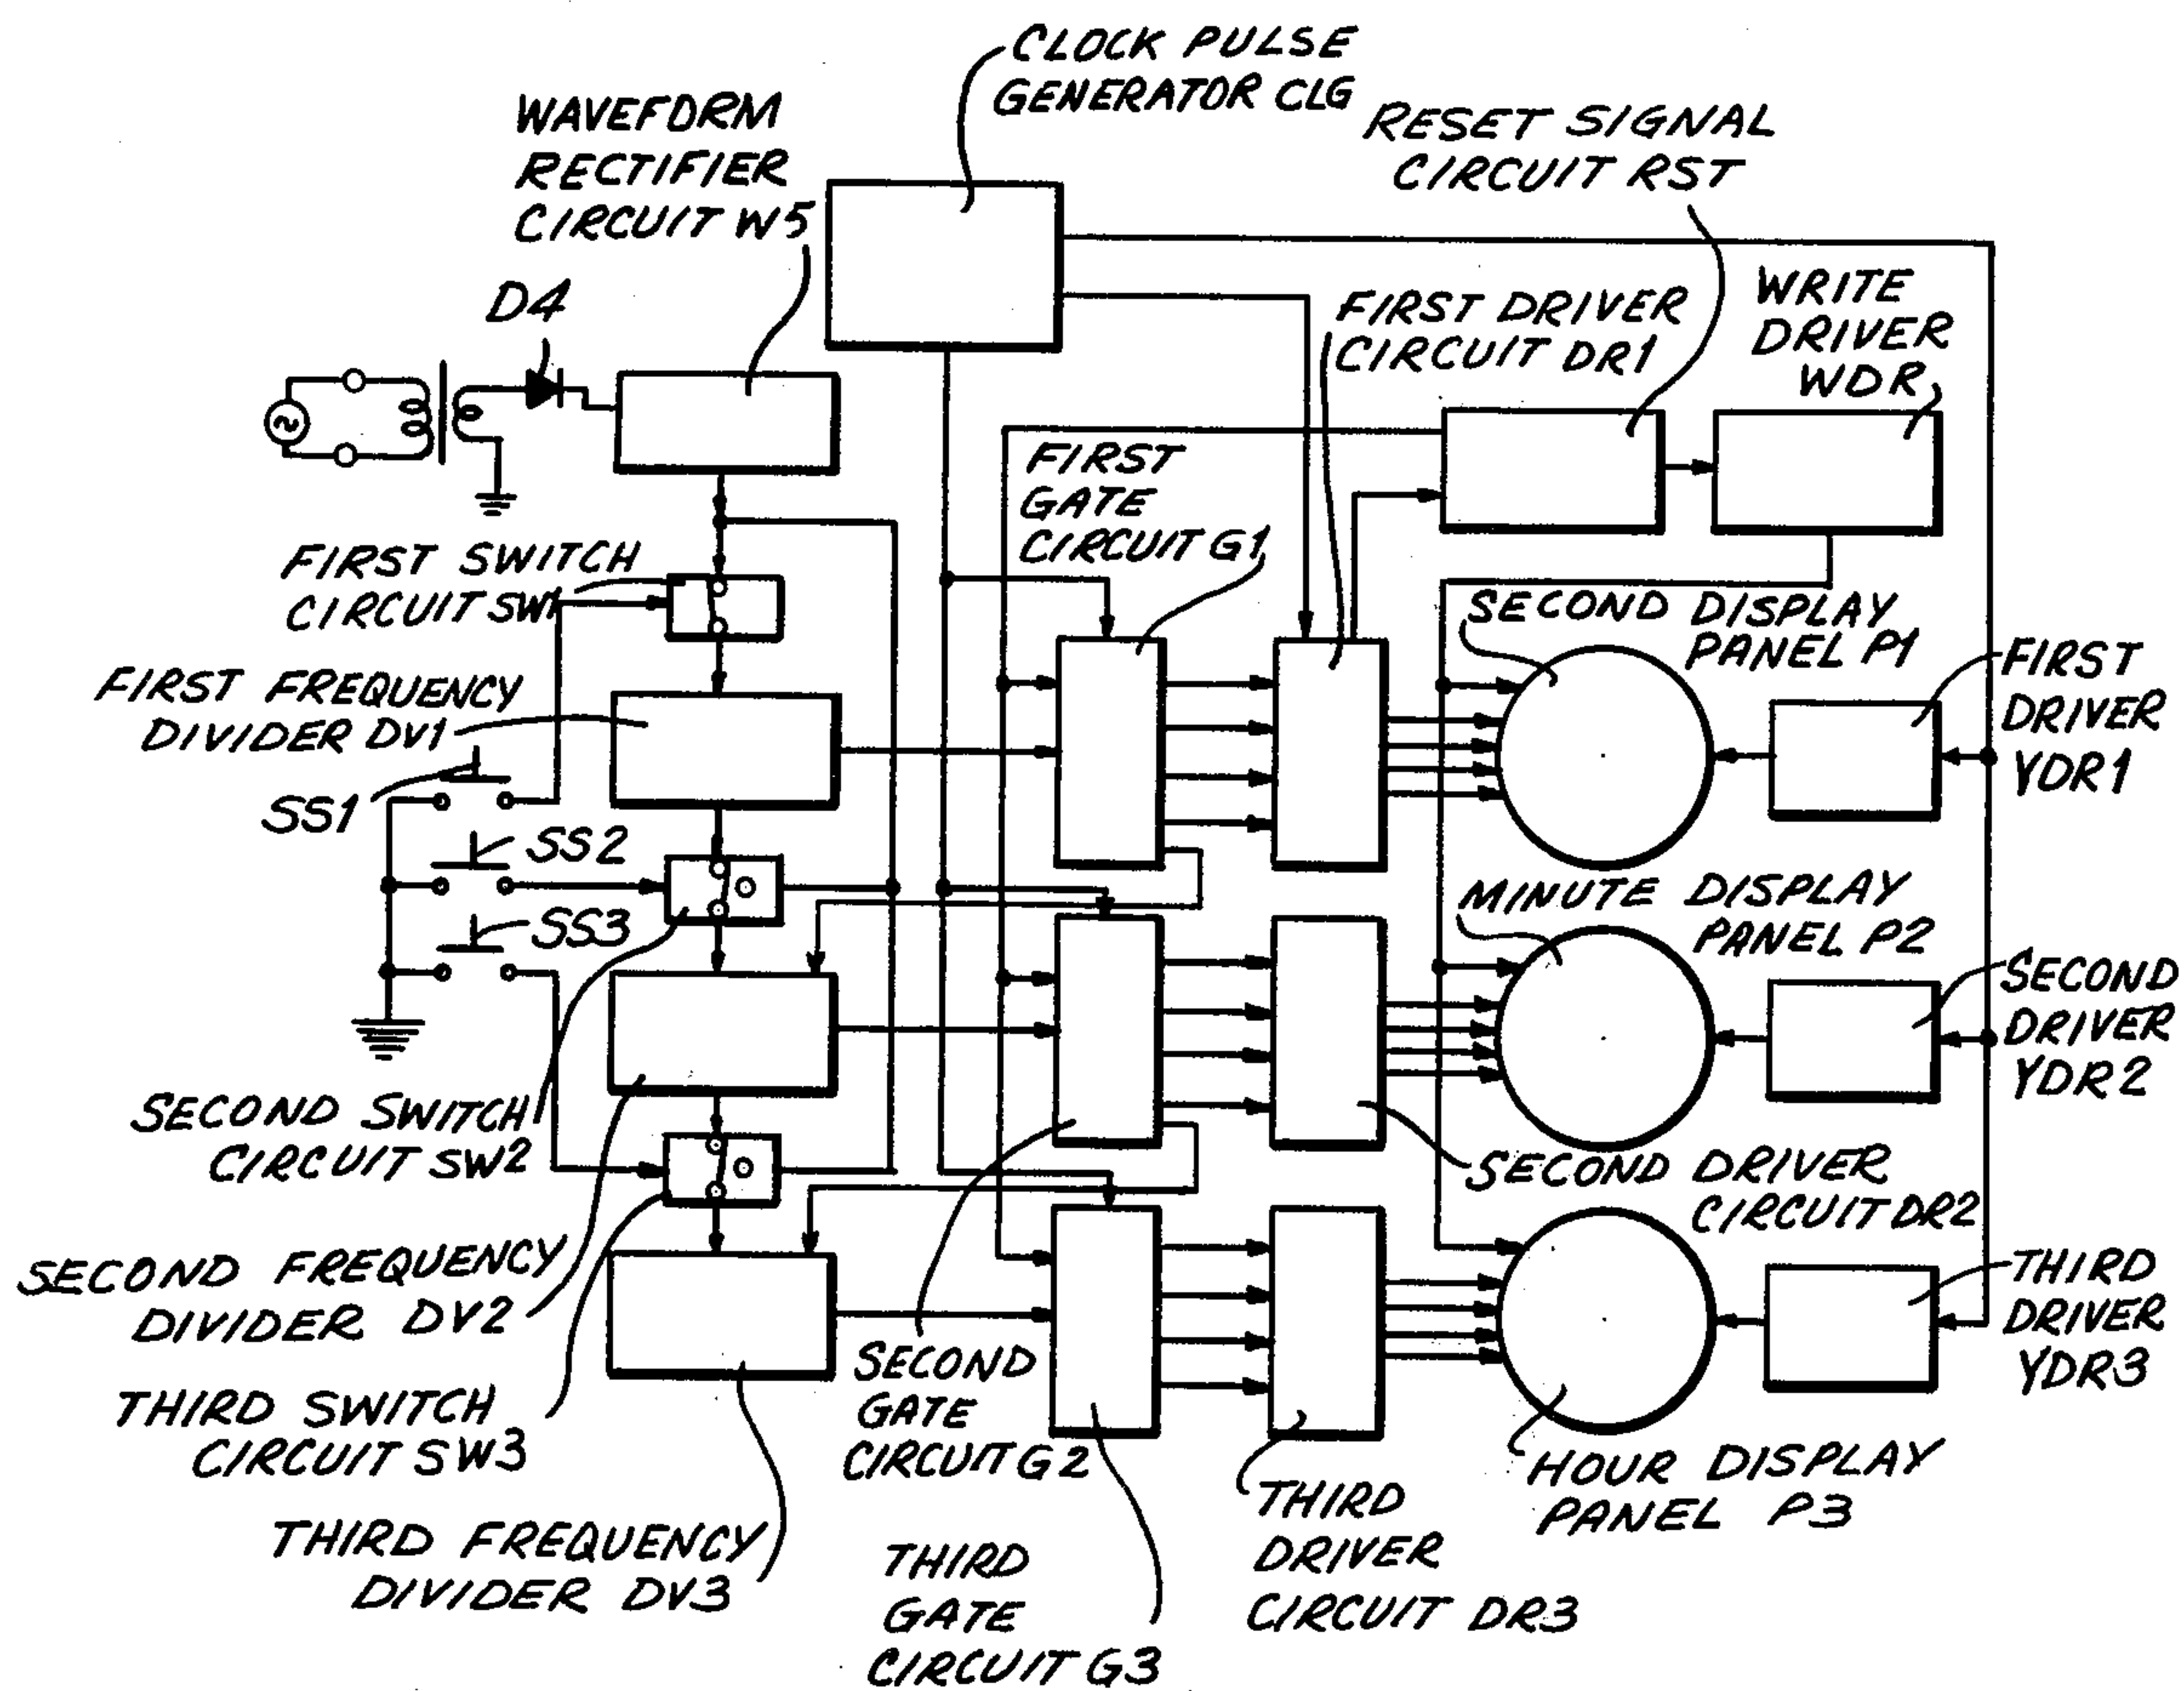 CLOCK PULSE
GENERATOR CLG
WAVEFORM
RECTIFIER
CIRCUIT W5
RESET SIGNAL
CIRCUIT RST
D4
FIRST DRIVER
CIRCUIT DR1
WRITE
DRIVER
WDR
~
FIRST
GATE
CIRCUIT G1
FIRST SWITCH
CIRCUIT SW1
SECOND DISPLAY
PANEL P1
FIRST FREQUENCY
DIVIDER DV1
FIRST
DRIVER
YDR1
SS1
SS2
SS3
MINUTE DISPLAY
PANEL P2
SECOND
DRIVER
YDR2
SECOND SWITCH
CIRCUIT SW2
SECOND DRIVER
CIRCUIT DR2
SECOND FREQUENCY
DIVIDER DV2
THIRD
DRIVER
YDR3
THIRD SWITCH
CIRCUIT SW3
SECOND
GATE
CIRCUIT G2
HOUR DISPLAY
PANEL P3
THIRD FREQUENCY
DIVIDER DV3
THIRD
GATE
CIRCUIT G3
THIRD
DRIVER
CIRCUIT DR3